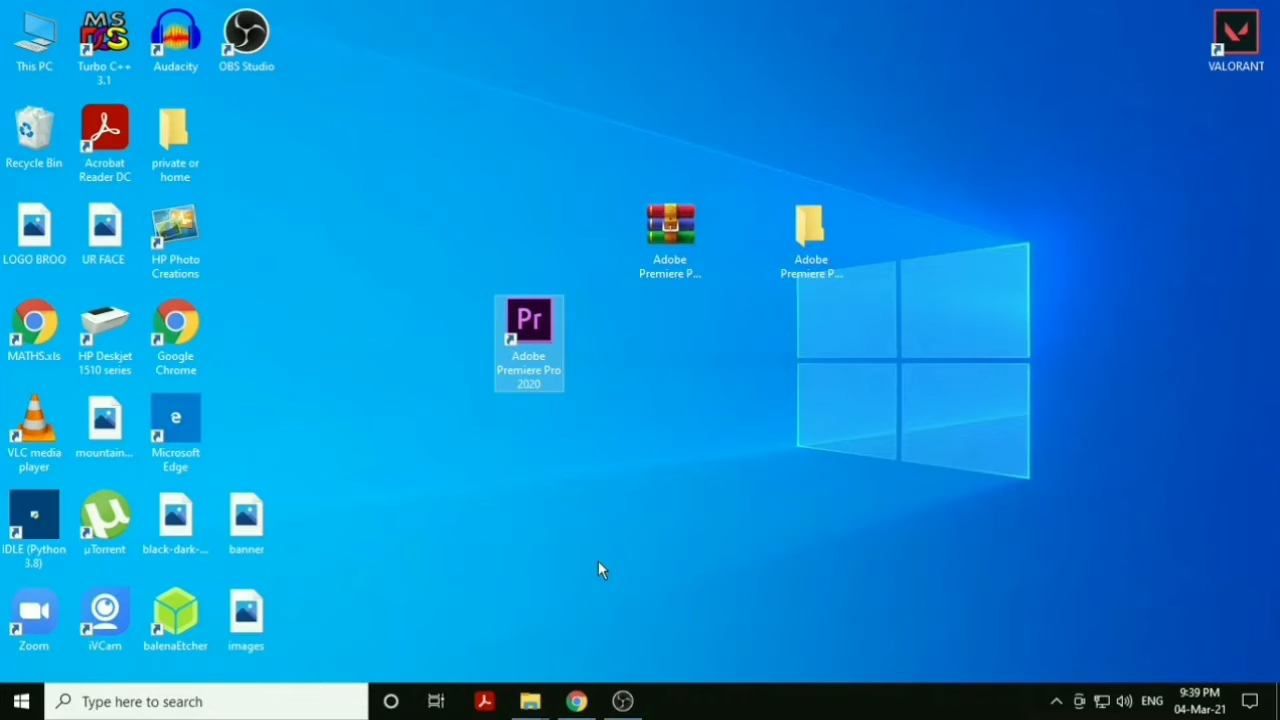 This PC
MS
DOS
Turbo C++
3.1
Audacity
OBS Studio
VALORANT
Recycle Bin
Acrobat
Reader DC
private or
home
LOGO BROO
UR FACE
HP Photo
Creations
Adobe
Premiere P...
Adobe
Premiere P...
MATHS.xls
HP Deskjet
1510 series
Google
Chrome
Pr
Adobe
Premiere Pro
2020
VLC media
player
mountain...
e
Microsoft
Edge
IDLE (Python
3.8)
µTorrent
black-dark-...
banner
Zoom
iVCam
balenaEtcher
images
Type here to search
ENG
9:39 PM
04-Mar-21